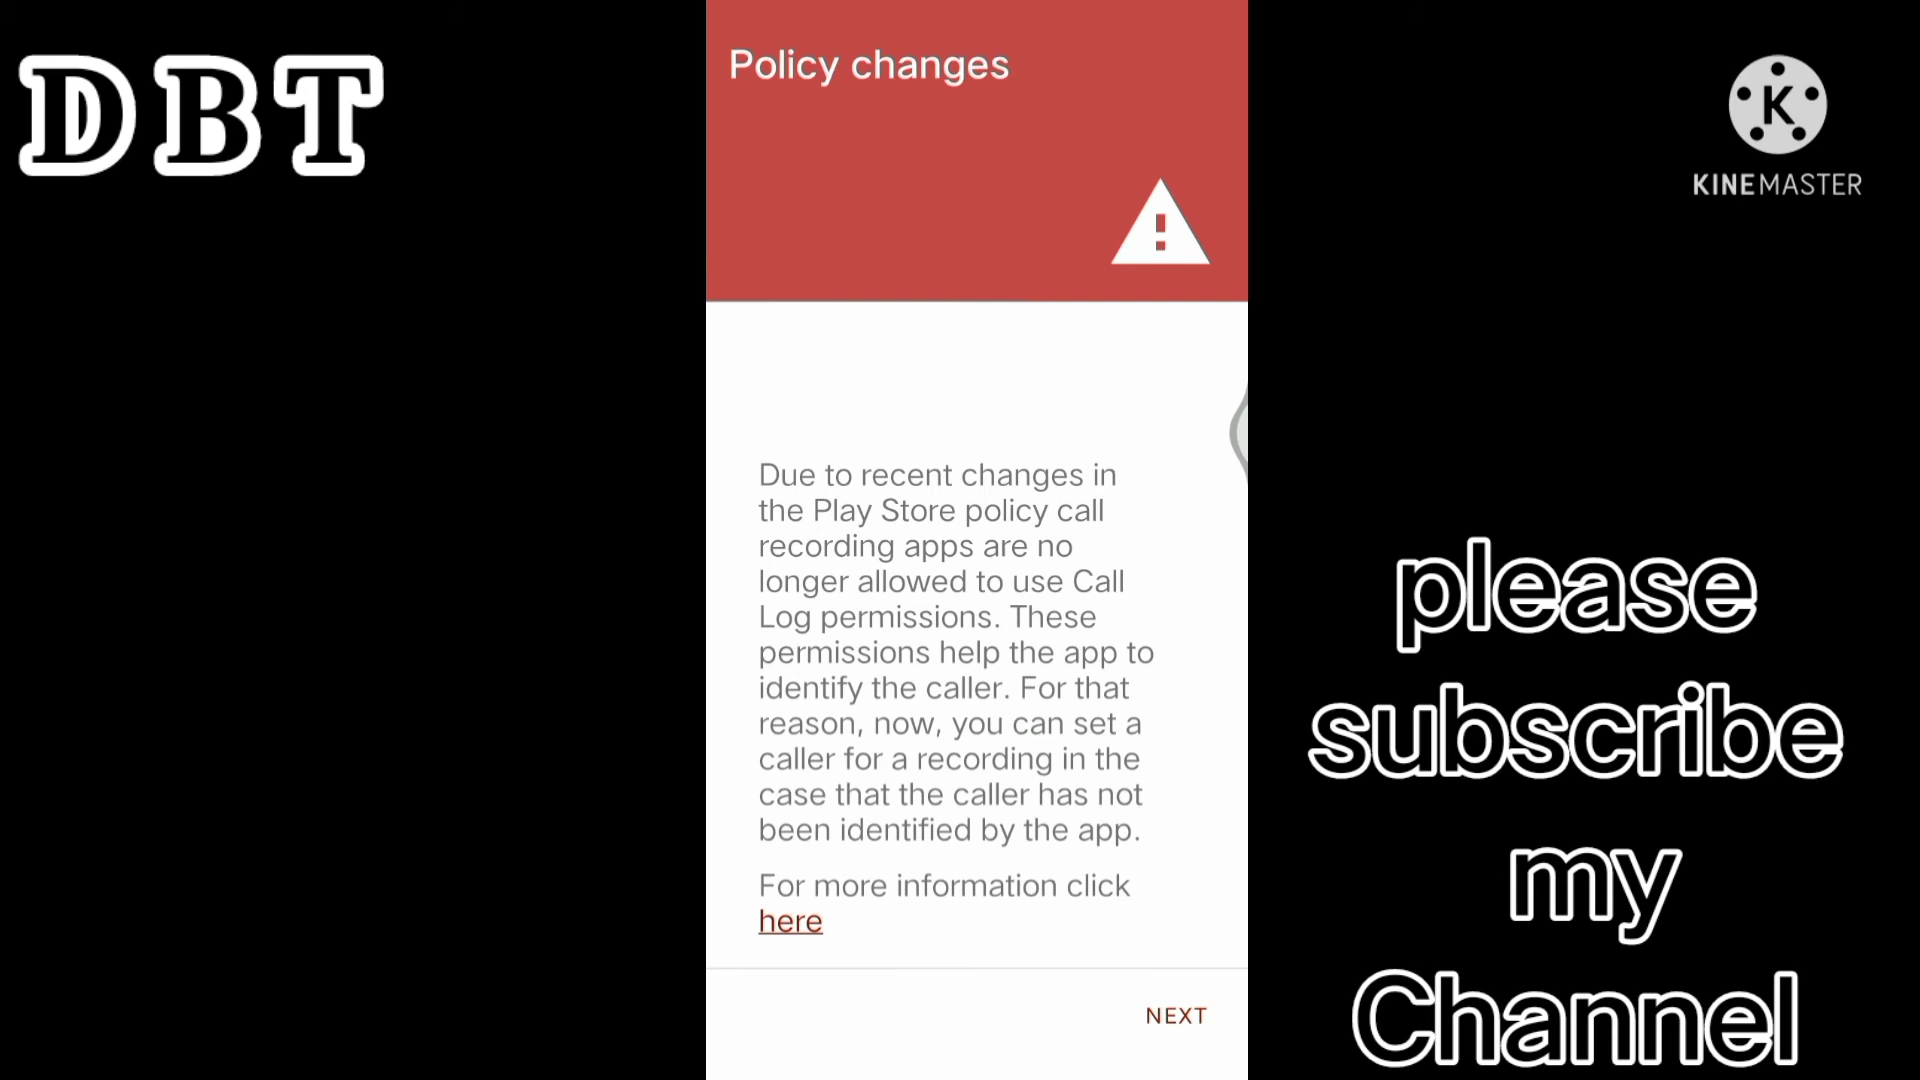 DBT
Policy changes
K
KINEMASTER
Due to recent changes in
the Play Store policy call
recording apps are no
longer allowed to use Call
Log permissions. These
permissions help the app to
identify the caller. For that
reason, now, you can set a
caller for a recording in the
case that the caller has not
been identified by the app.
For more information click
here
NEXT
please
subscribe
my
Channel